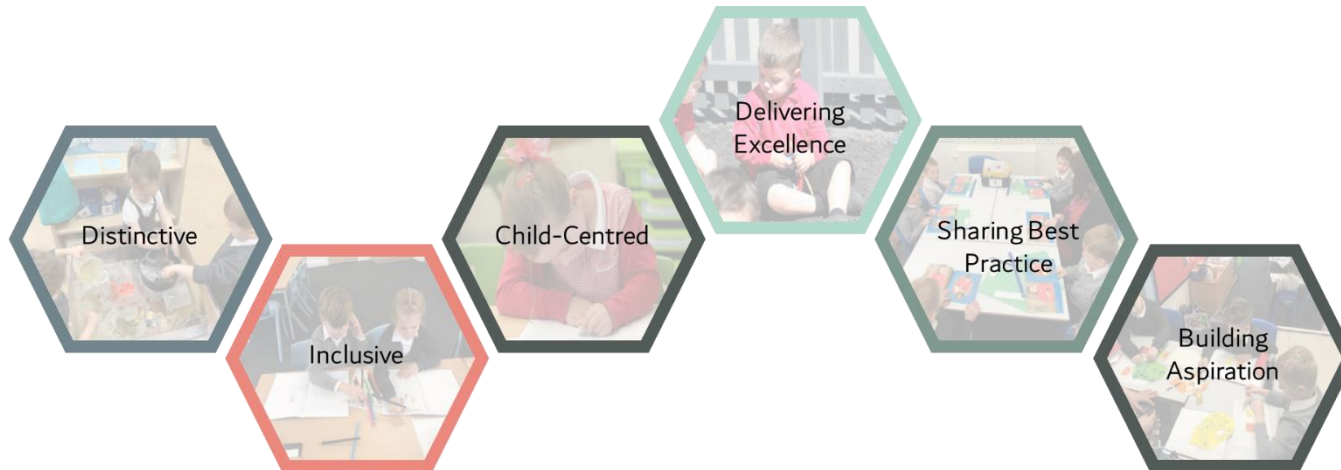 Distinctive
Inclusive
Child-Centred
Delivering
Excellence
Sharing Best
Practice
Building
Aspiration